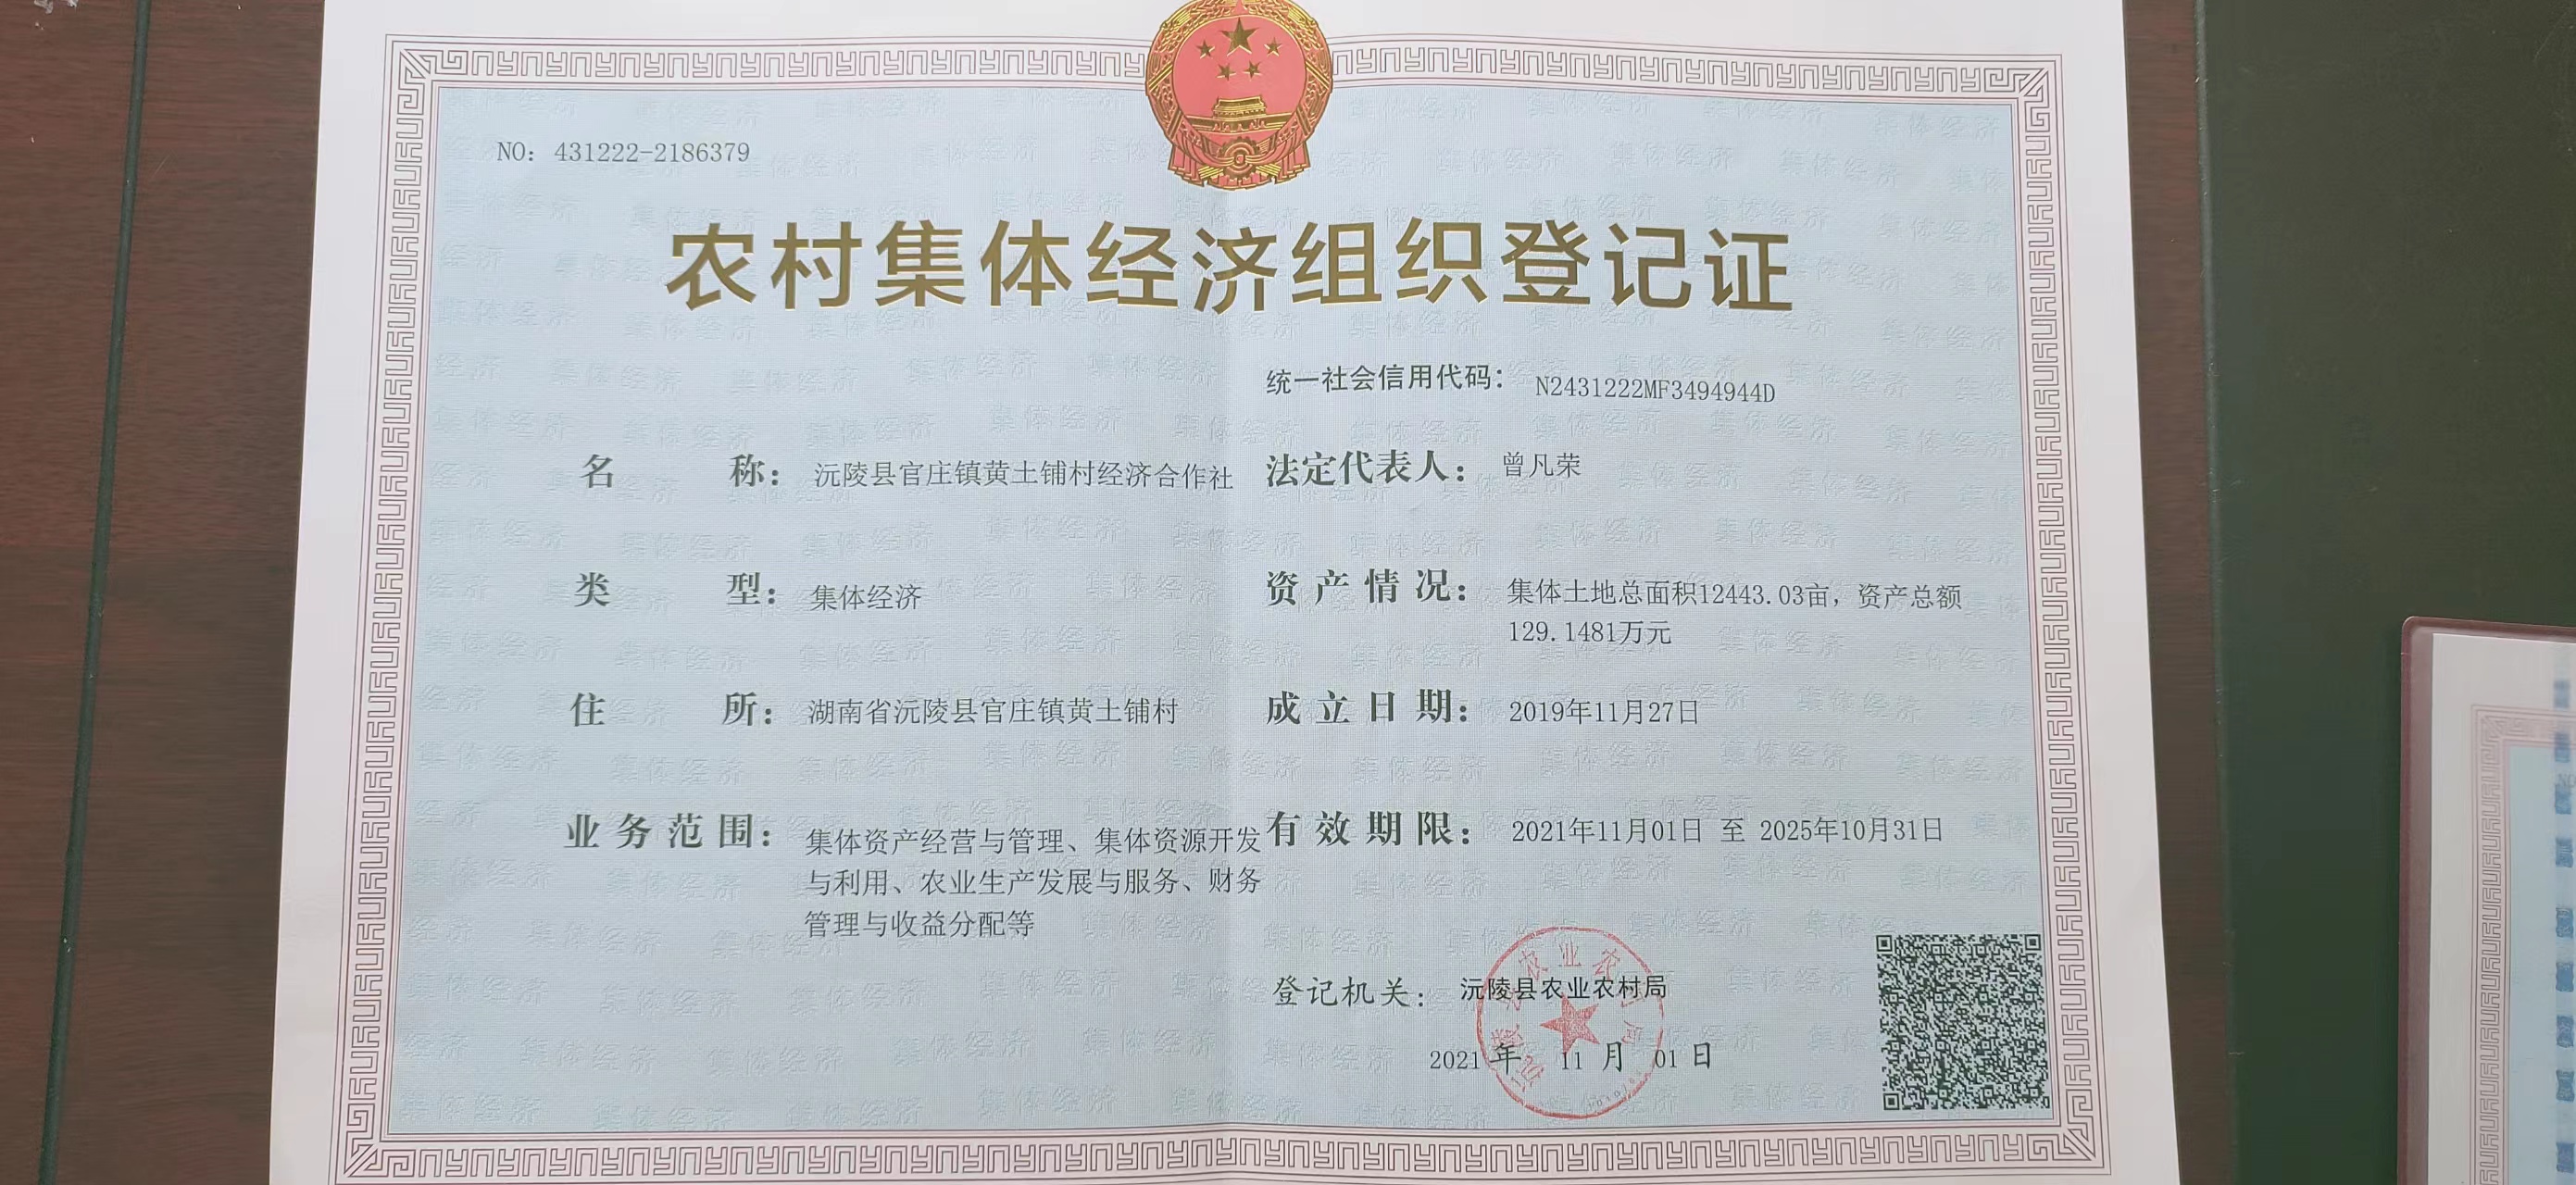 NO: 431222-2186379
农村集体经济组织登记证
统一社会信用代码: N2431222MF3494944D
名称: 沅陵县官庄镇黄土铺村经济合作社
法定代表人: 曾凡荣
类型: 集体经济
资产情况: 集体土地总面积12443.03亩，资产总额
129.1481万元
住所: 湖南省沅陵县官庄镇黄土铺村
成立日期: 2019年11月27日
业务范围: 集体资产经营与管理、集体资源开发
与利用、农业生产发展与服务、财务
管理与收益分配等
有效期限: 2021年11月01日 至 2025年10月31日
登记机关: 沅陵县农业农村局
2021 年 11 月 01 日